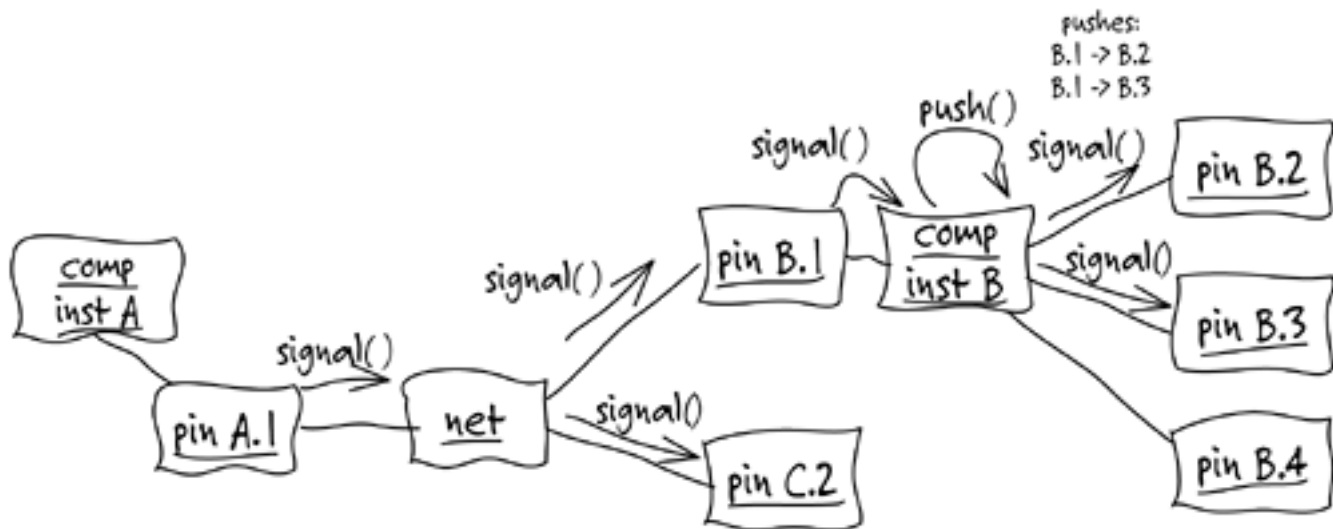 pushes:
B.1 -> B.2
B.1 -> B.3
push()
signal()
signal()
pin B.2
comp
inst B
pin B.1
signal()
signal()
comp
inst A
pin B.3
signal()
pin A.1
net
signal()
pin C.2
pin B.4